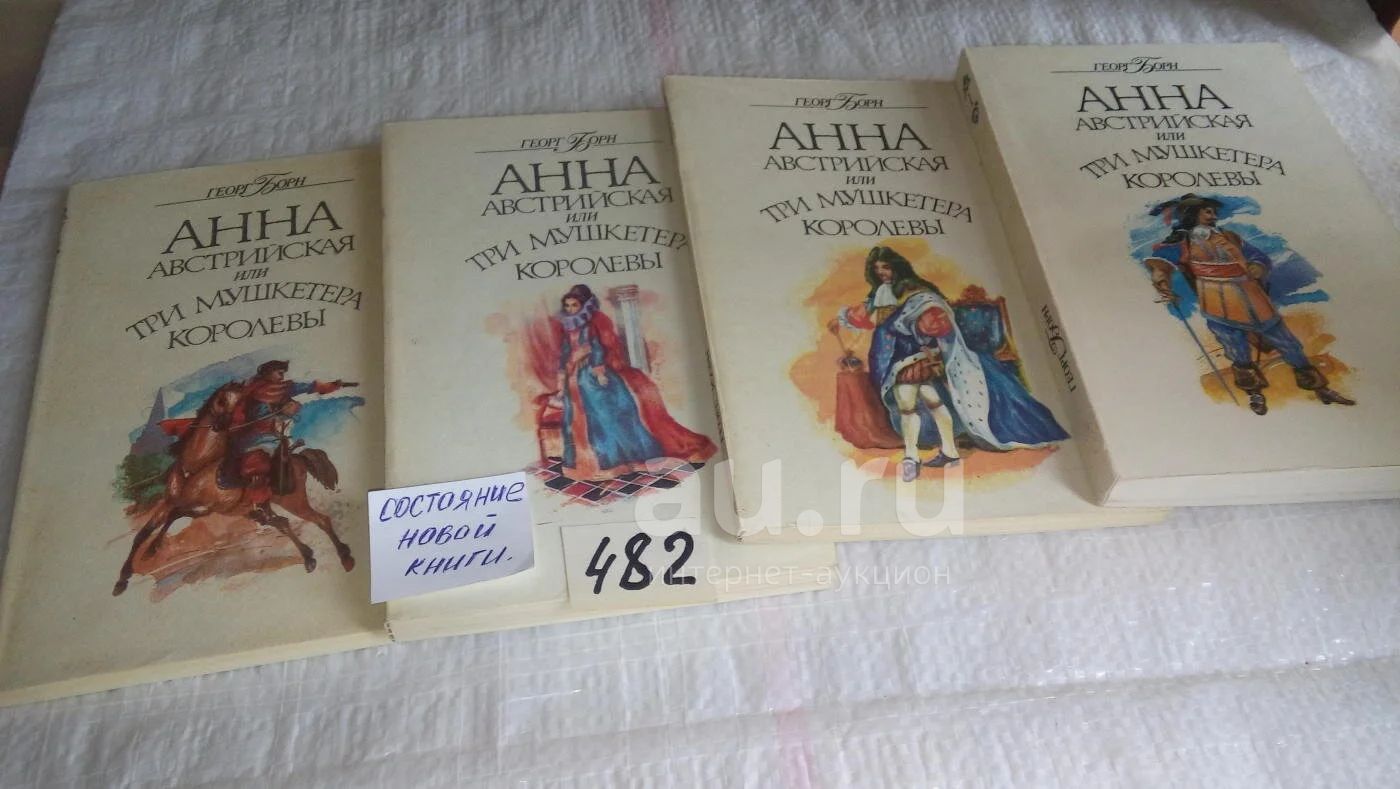 ГЕОРГ БОРН
АННА
АВСТРИЙСКАЯ
ИЛИ
ТРИ МУШКЕТЕРА
КОРОЛЕВЫ
ГЕОРГ БОРН
АННА
АВСТРИЙСКАЯ
ИЛИ
ТРИ МУШКЕТЕРА
КОРОЛЕВЫ
ГЕОРГ БОРН
АННА
АВСТРИЙСКАЯ
ИЛИ
ТРИ МУШКЕТЕРА
КОРОЛЕВЫ
ГЕОРГ БОРН
АННА
АВСТРИЙСКАЯ
ИЛИ
ТРИ МУШКЕТЕРА
КОРОЛЕВЫ
ГЕОРГ БОРН
СОСТОЯНИЕ
НОВОЙ
КНИГИ.
482
au.ru
интернет-аукцион